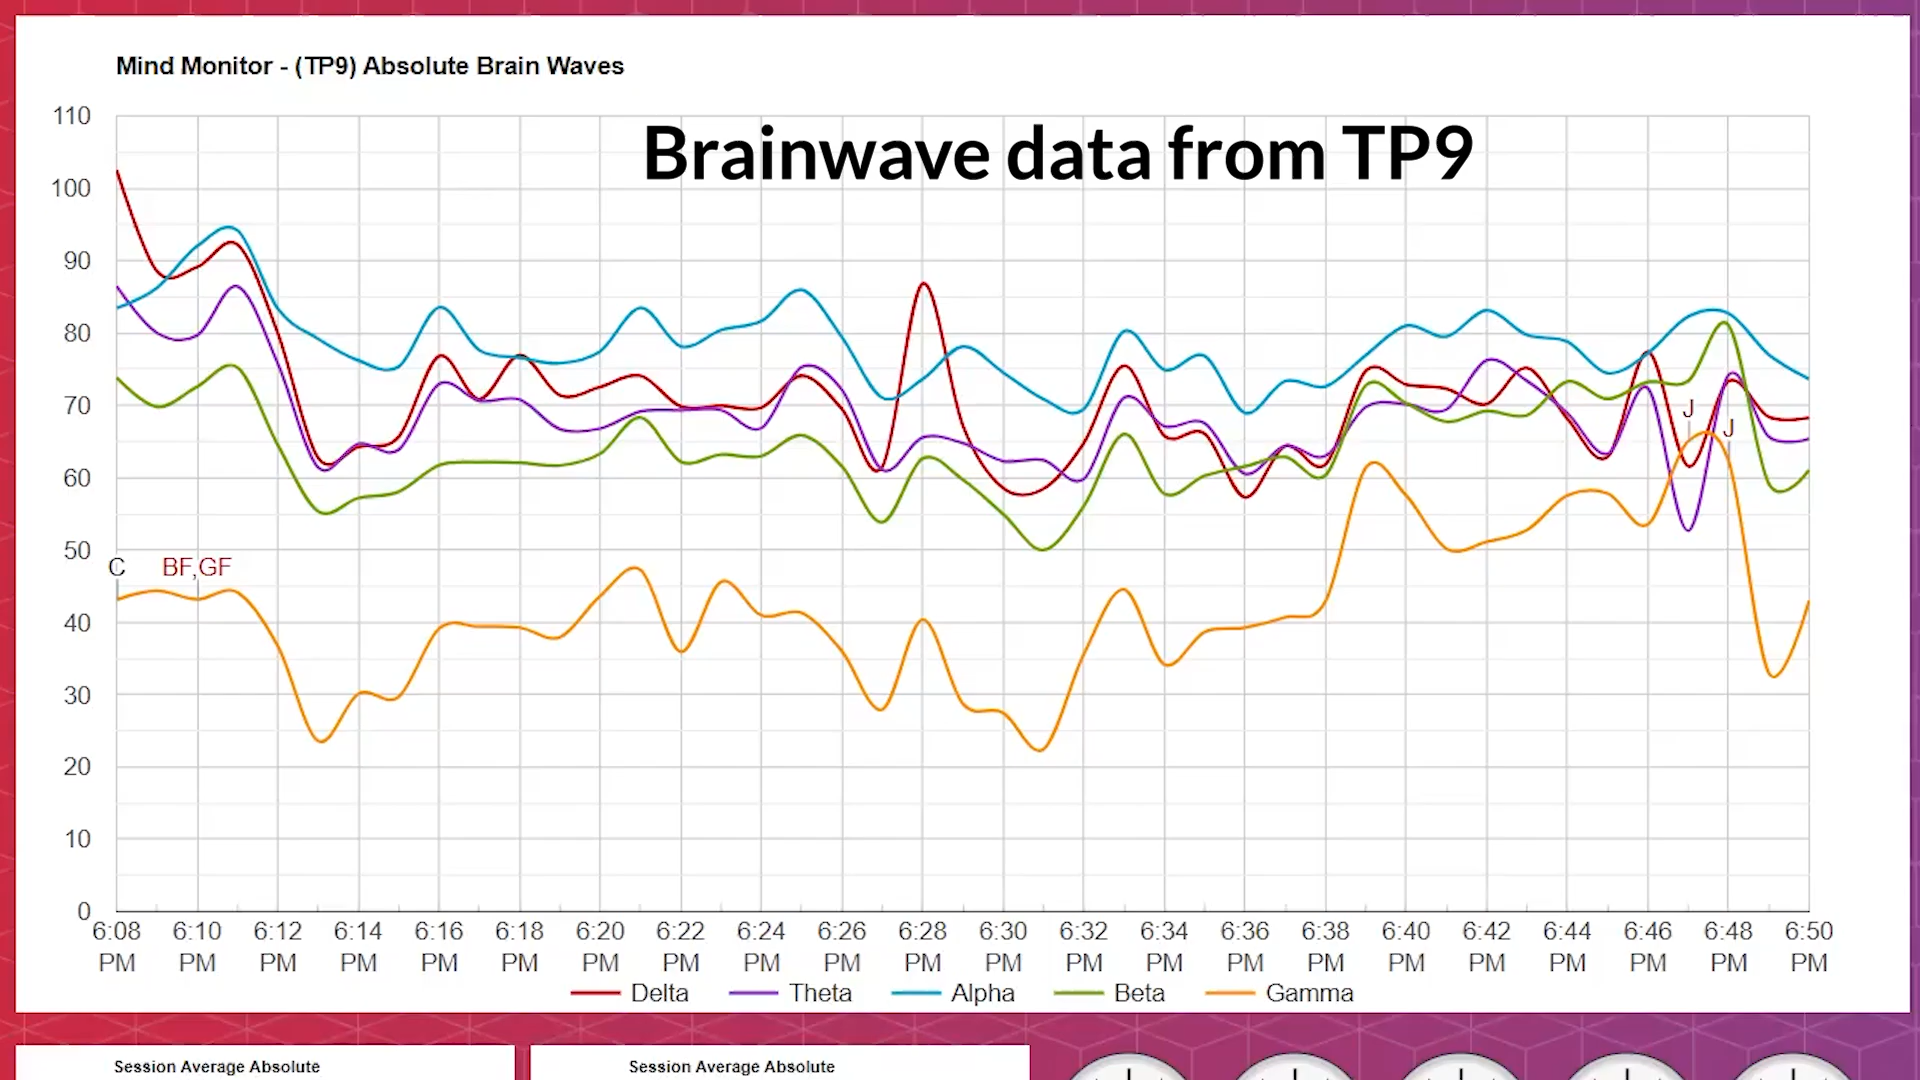 Mind Monitor - (TP9) Absolute Brain Waves
Brainwave data from TP9
110
100
90
80
70
60
50
40
30
20
10
0
C
BF,GF
J
J
6:08 PM
6:10 PM
6:12 PM
6:14 PM
6:16 PM
6:18 PM
6:20 PM
6:22 PM
6:24 PM
6:26 PM
6:28 PM
6:30 PM
6:32 PM
6:34 PM
6:36 PM
6:38 PM
6:40 PM
6:42 PM
6:44 PM
6:46 PM
6:48 PM
6:50 PM
Delta Theta Alpha Beta Gamma
Session Average Absolute
Session Average Absolute